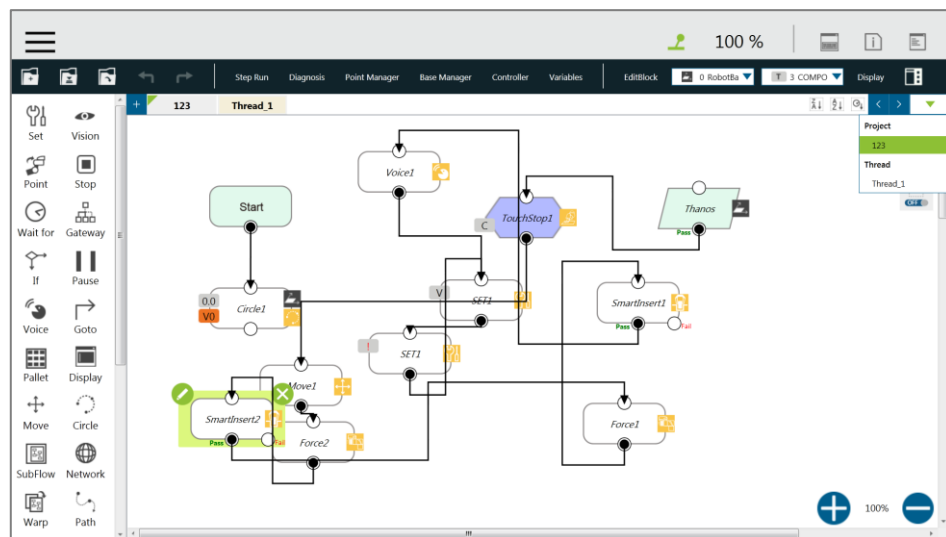 100 %
Step Run Diagnosis Point Manager Base Manager Controller Variables EditBlock 0 RobotBa T 3 COMPO Display
123 Thread_1
Project
123
Thread
Thread_1
OFF
Set Vision
Point Stop
Wait for Gateway
If Pause
Voice Goto
Pallet Display
Move Circle
SubFlow Network
Warp Path
Voice1
Start
TouchStop1
C
Thanos
Pass
0.0
V0
Circle1
V
SET1
SmartInsert1
Pass Fail
!
SET1
Move1
SmartInsert2
Pass Fail
Force2
Force1
100%